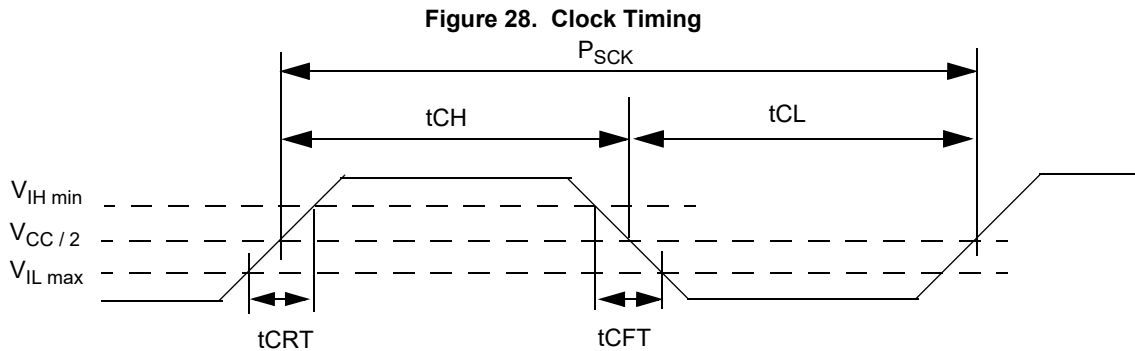 Figure 28. Clock Timing
PSCK
tCH
tCL
VIH min
VCC / 2
VIL max
tCRT
tCFT